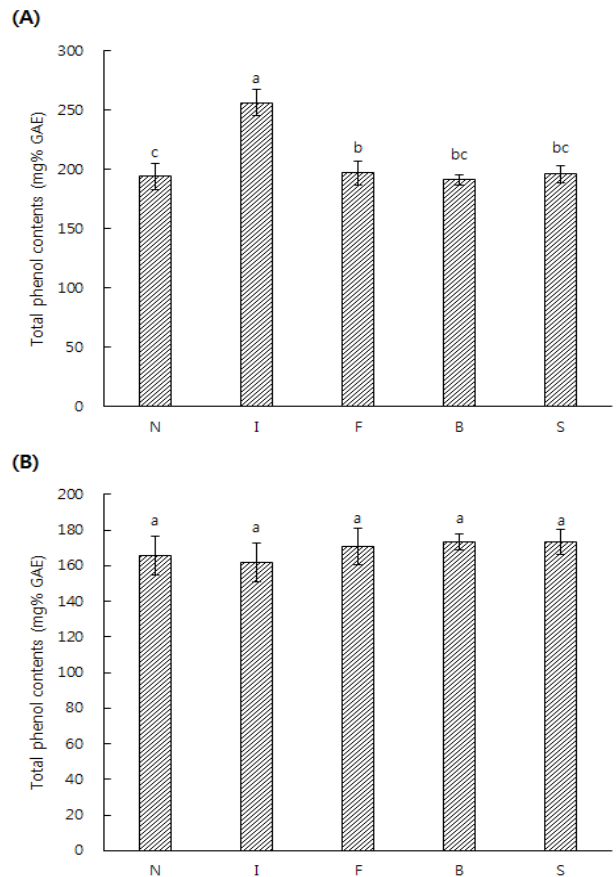 (A)
Total phenol contents (mg% GAE)
300
250
200
150
100
50
0
c
a
b
bc
bc
N I F B S
(B)
Total phenol contents (mg% GAE)
200
180
160
140
120
100
80
60
40
20
0
a a a a a
N I F B S